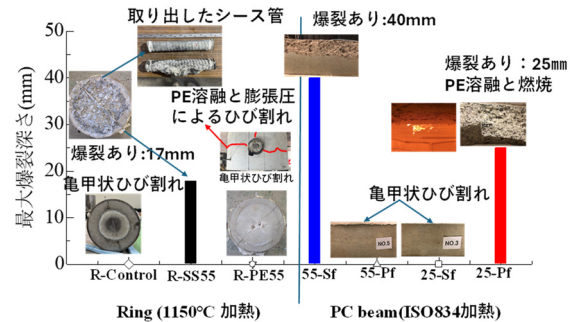 取り出したシース管
爆裂あり:40mm
爆裂あり：25㎜
PE溶融と燃焼
PE溶融と膨張圧
によるひび割れ
爆裂あり:17mm
亀甲状ひび割れ
亀甲状ひび割れ
亀甲状ひび割れ
最大爆裂深さ(mm)
50
40
30
20
10
0
NO.5
NO.3
R-Control
R-SS55
R-PE55
55-Sf
55-Pf
25-Sf
25-Pf
Ring (1150°C 加熱)
PC beam(ISO834加熱)